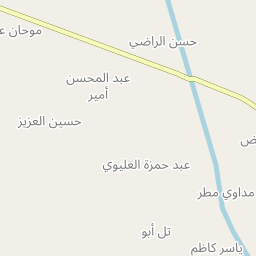 موحان ع
حسن الراضي
عبد المحسن
أمير
حسين العزيز
ض
عبد حمزة العليوي
مداوي مطر
تل أبو
ياسر كاظم